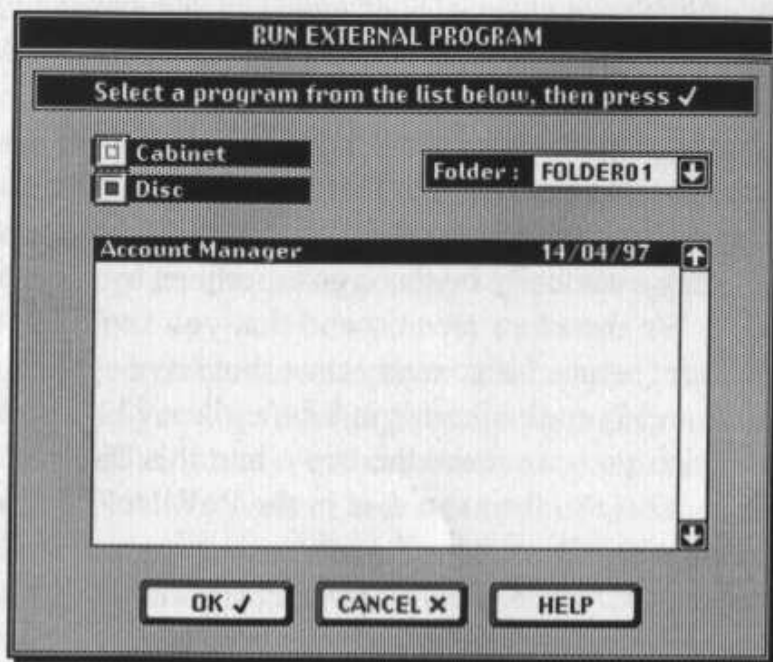 RUN EXTERNAL PROGRAM
Select a program from the list below, then press ✓
Cabinet
Disc
Folder : FOLDER01
Account Manager 14/04/97
OK ✓ CANCEL ✕ HELP